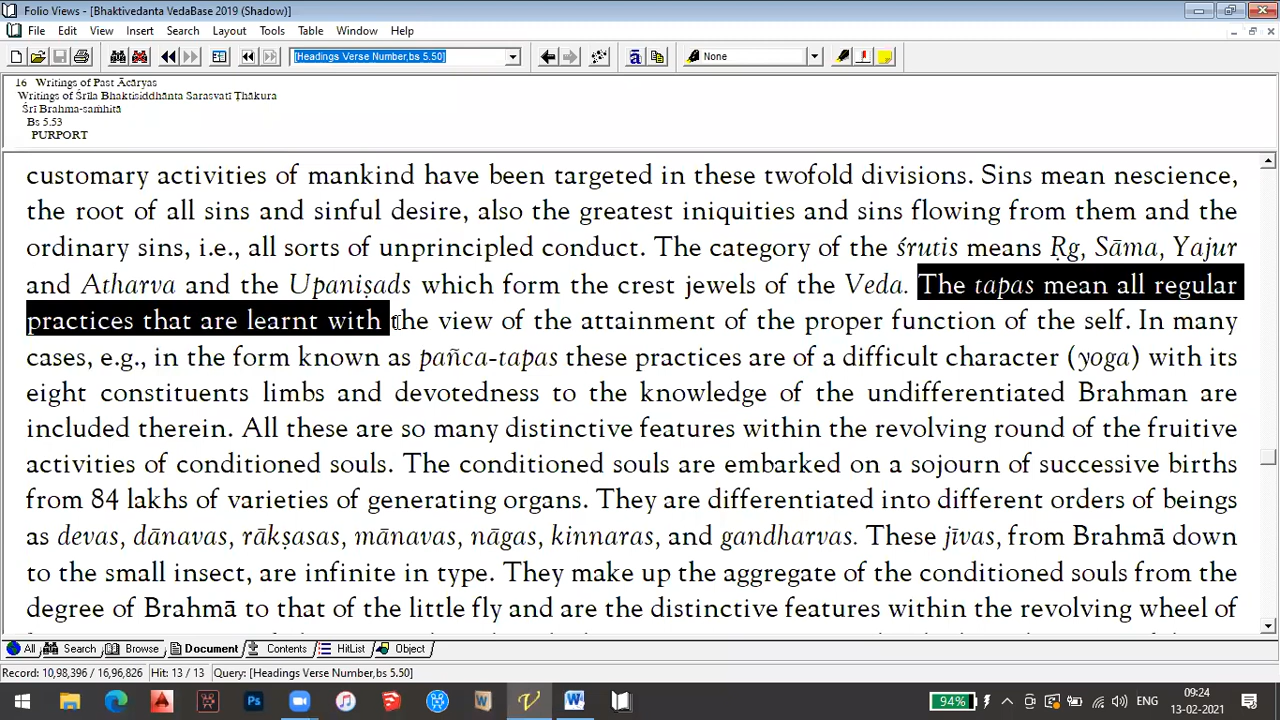 Folio Views - [Bhaktivedanta VedaBase 2019 (Shadow)]
File Edit View Insert Search Layout Tools Table Window Help
[Headings Verse Number,bs 5.50] None
16 Writings of Past Ācāryas
Writings of Śrīla Bhaktisiddhānta Sarasvatī Ṭhākura
Śrī Brahma-saṁhitā
Bs 5.53
PURPORT
customary activities of mankind have been targeted in these twofold divisions. Sins mean nescience,
the root of all sins and sinful desire, also the greatest iniquities and sins flowing from them and the
ordinary sins, i.e., all sorts of unprincipled conduct. The category of the śrutis means Ṛg, Sāma, Yajur
and Atharva and the Upaniṣads which form the crest jewels of the Veda. The tapas mean all regular
practices that are learnt with the view of the attainment of the proper function of the self. In many
cases, e.g., in the form known as pañca-tapas these practices are of a difficult character (yoga) with its
eight constituents limbs and devotedness to the knowledge of the undifferentiated Brahman are
included therein. All these are so many distinctive features within the revolving round of the fruitive
activities of conditioned souls. The conditioned souls are embarked on a sojourn of successive births
from 84 lakhs of varieties of generating organs. They are differentiated into different orders of beings
as devas, dānavas, rākṣasas, mānavas, nāgas, kinnaras, and gandharvas. These jīvas, from Brahmā down
to the small insect, are infinite in type. They make up the aggregate of the conditioned souls from the
degree of Brahmā to that of the little fly and are the distinctive features within the revolving wheel of
All Search Browse Document Contents HitList Object
Record: 10,98,396 / 16,96,826 Hit: 13 / 13 Query: [Headings Verse Number,bs 5.50]
94% ENG 09:24
13-02-2021